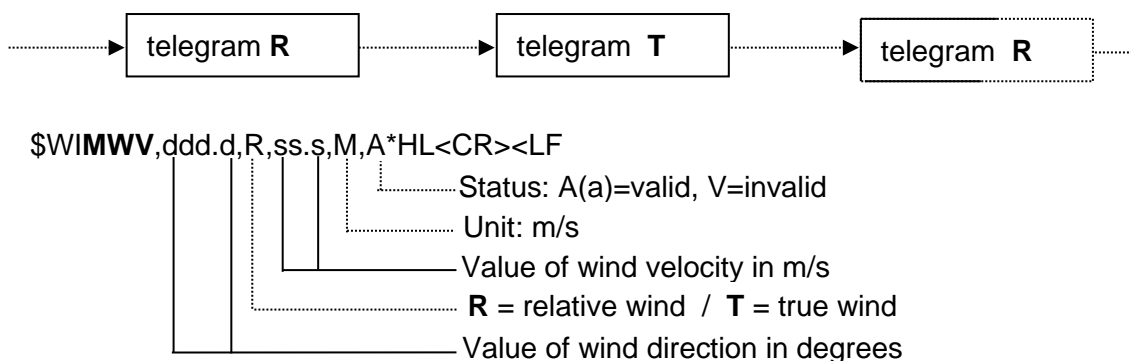 telegram R telegram T telegram R
$WIMWV,ddd.d,R,ss.s,M,A*HL<CR><LF
Status: A(a)=valid, V=invalid
Unit: m/s
Value of wind velocity in m/s
R = relative wind / T = true wind
Value of wind direction in degrees